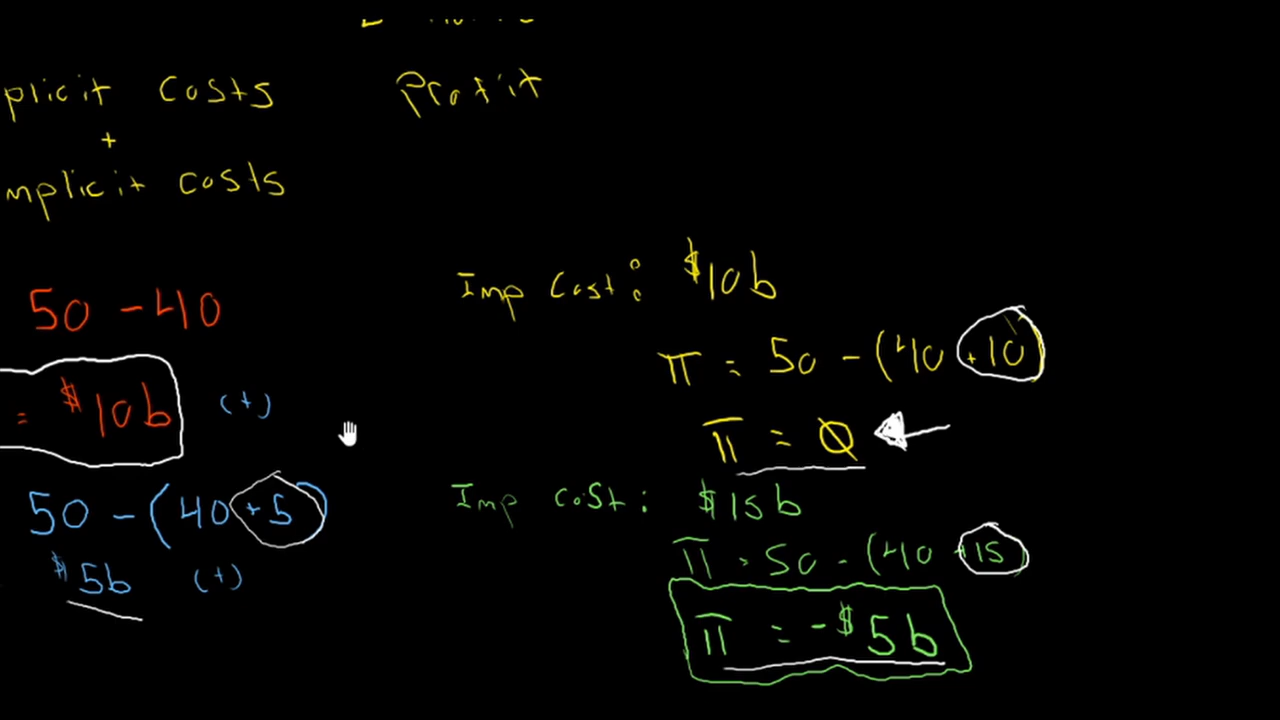 plicit costs
+
mplicit costs
Profit
50 - 40
= $10b (+)
50 - (40 + 5)
$5b (+)
Imp Cost: $10b
π = 50 - (40 + 10)
π = 0
Imp cost: $15b
π = 50 - (40 + 15)
π = -$5b